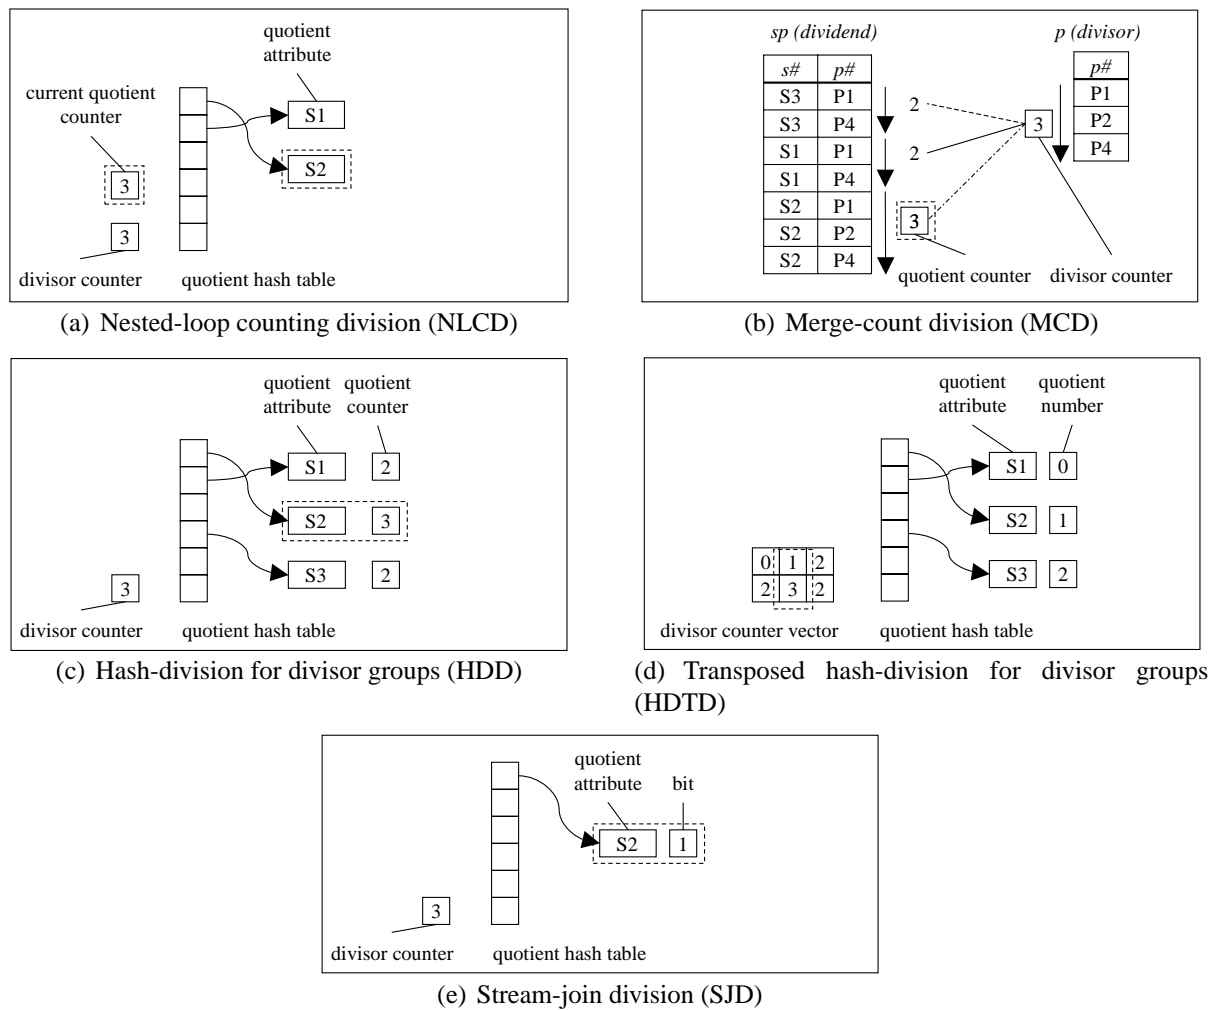 quotient
attribute
current quotient
counter
S1
S2
3
3
divisor counter
quotient hash table
(a) Nested-loop counting division (NLCD)
sp (dividend)
p (divisor)
s# p#
S3 P1
S3 P4
S1 P1
S1 P4
S2 P1
S2 P2
S2 P4
2
2
3
3
p#
P1
P2
P4
quotient counter
divisor counter
(b) Merge-count division (MCD)
quotient quotient
attribute counter
S1 2
S2 3
S3 2
3
divisor counter
quotient hash table
(c) Hash-division for divisor groups (HDD)
quotient quotient
attribute number
S1 0
S2 1
S3 2
0 1 2
2 3 2
divisor counter vector
quotient hash table
(d) Transposed hash-division for divisor groups
(HDTD)
quotient
attribute bit
S2 1
3
divisor counter
quotient hash table
(e) Stream-join division (SJD)